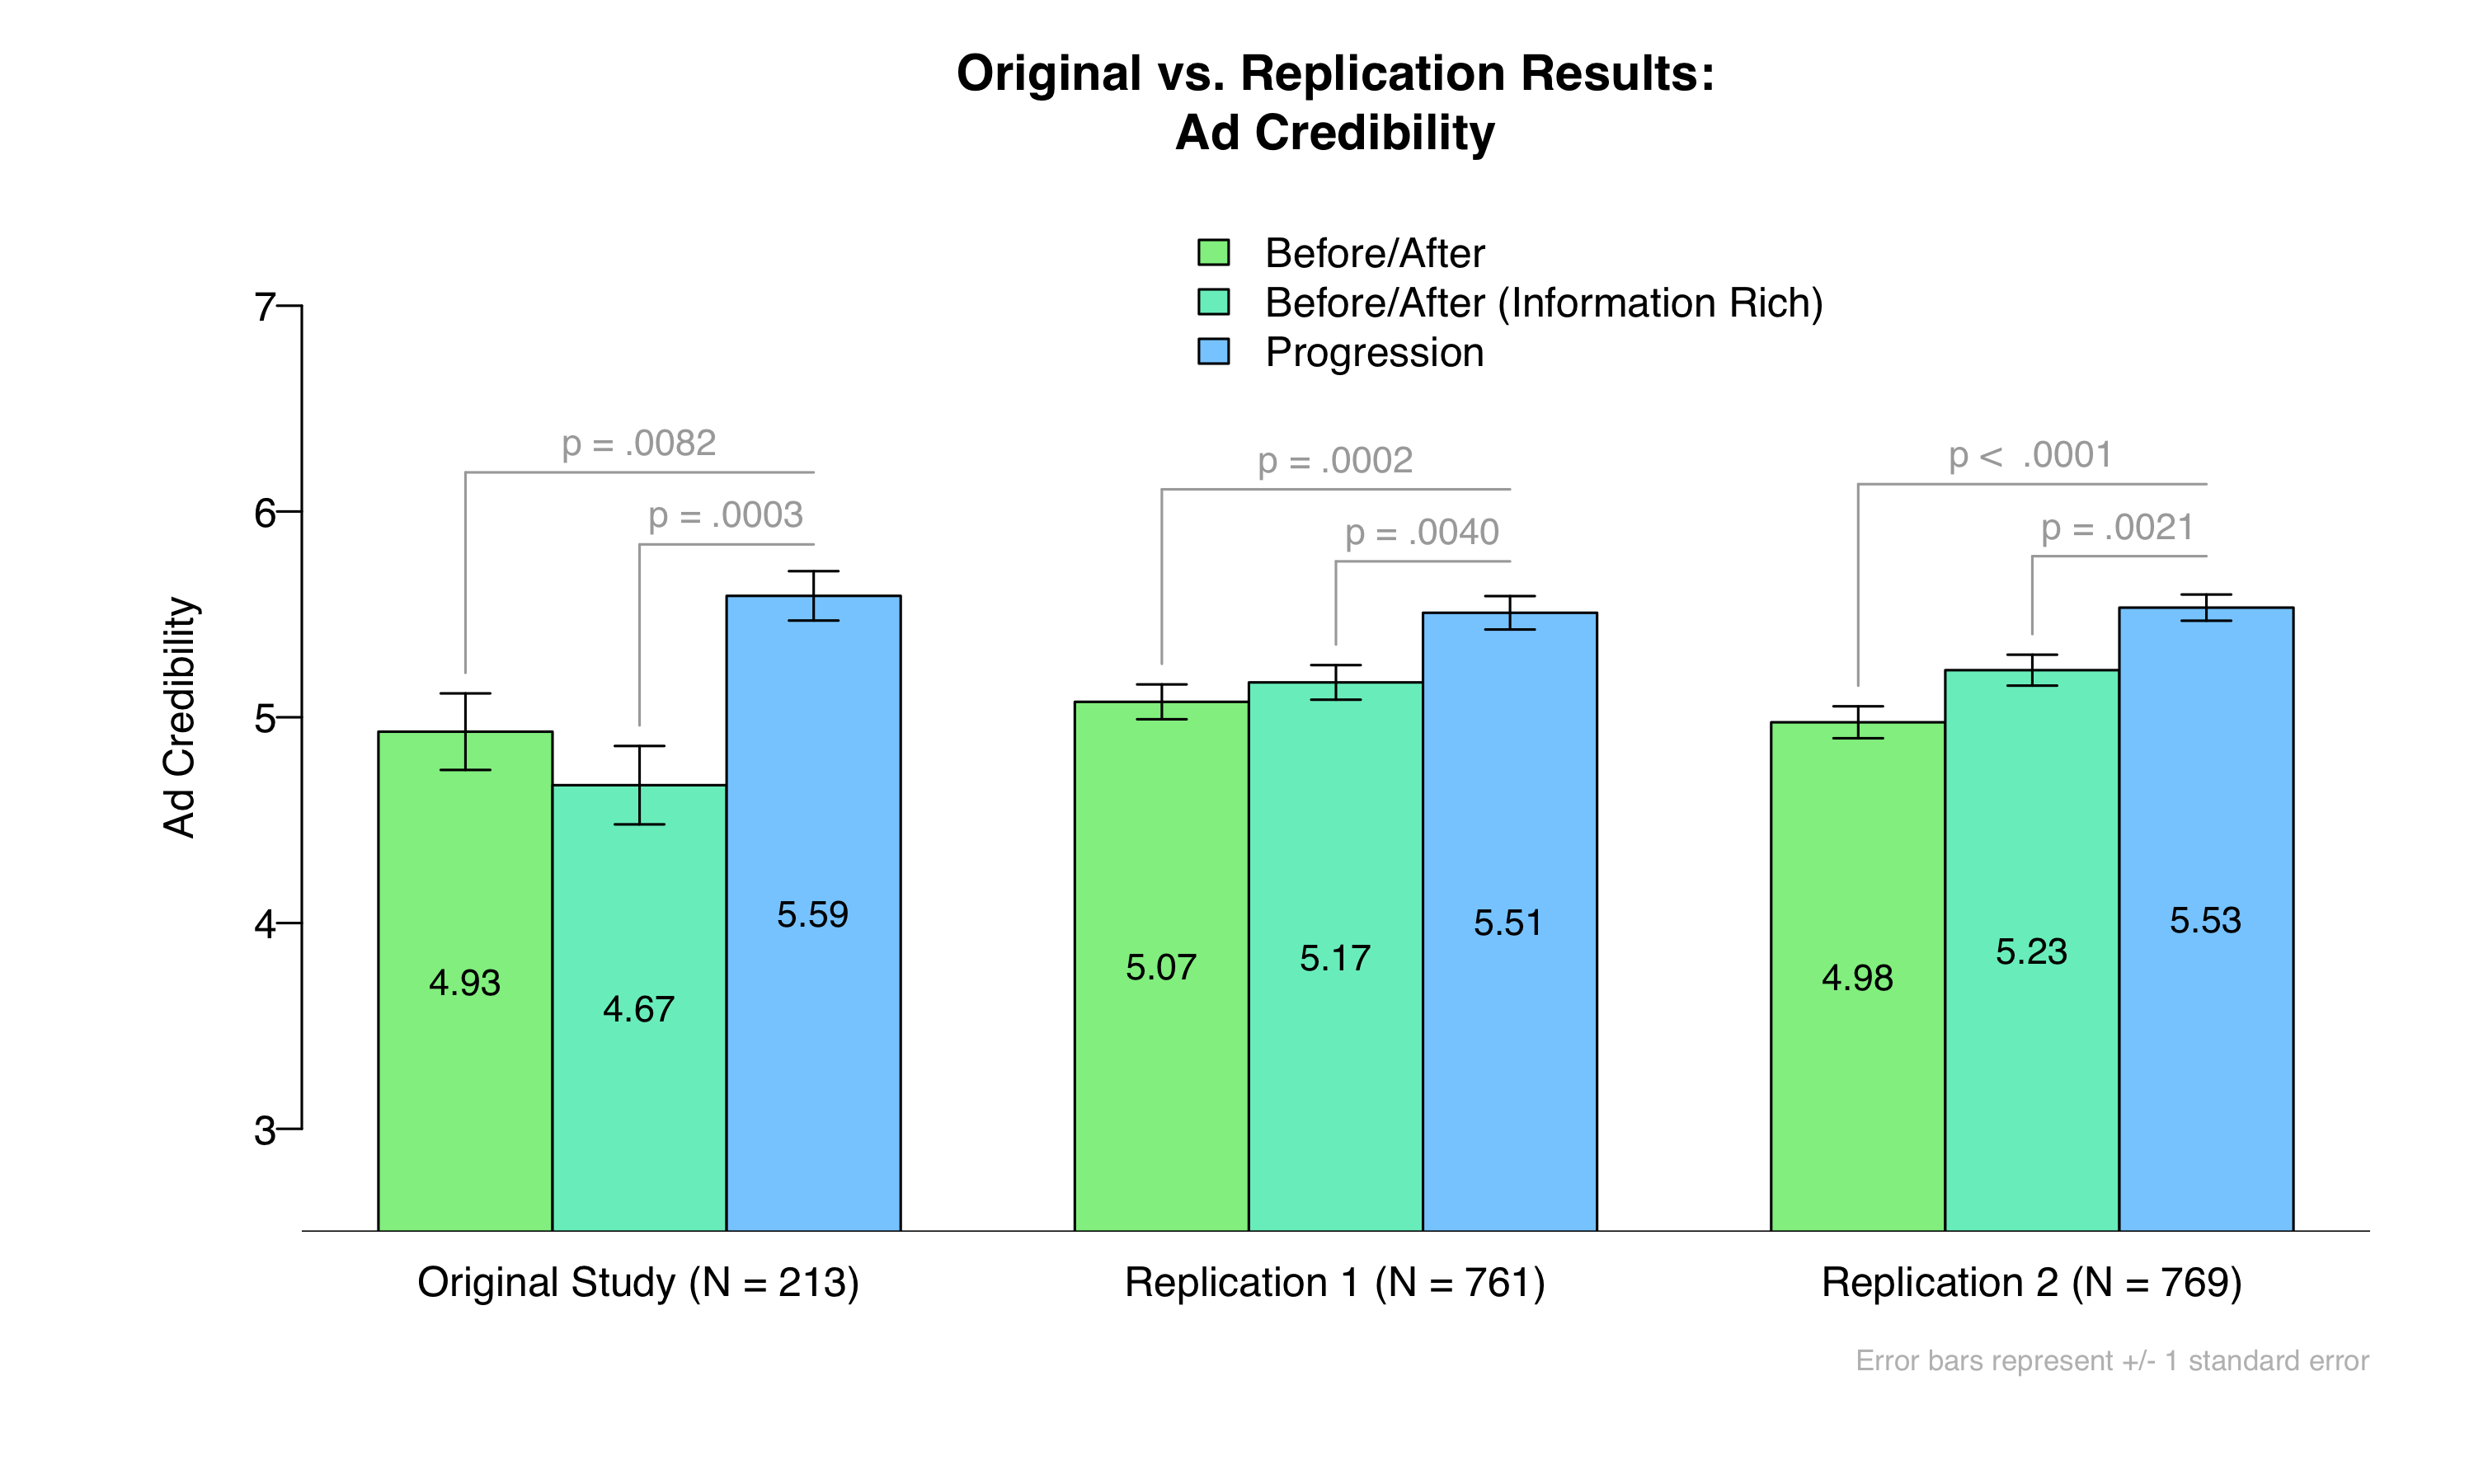 Original vs. Replication Results:
Ad Credibility
Before/After
Before/After (Information Rich)
Progression
Ad Credibility
7
6
5
4
3
p = .0082
p = .0003
p = .0002
p = .0040
p < .0001
p = .0021
4.93
4.67
5.59
5.07
5.17
5.51
4.98
5.23
5.53
Original Study (N = 213)
Replication 1 (N = 761)
Replication 2 (N = 769)
Error bars represent +/- 1 standard error